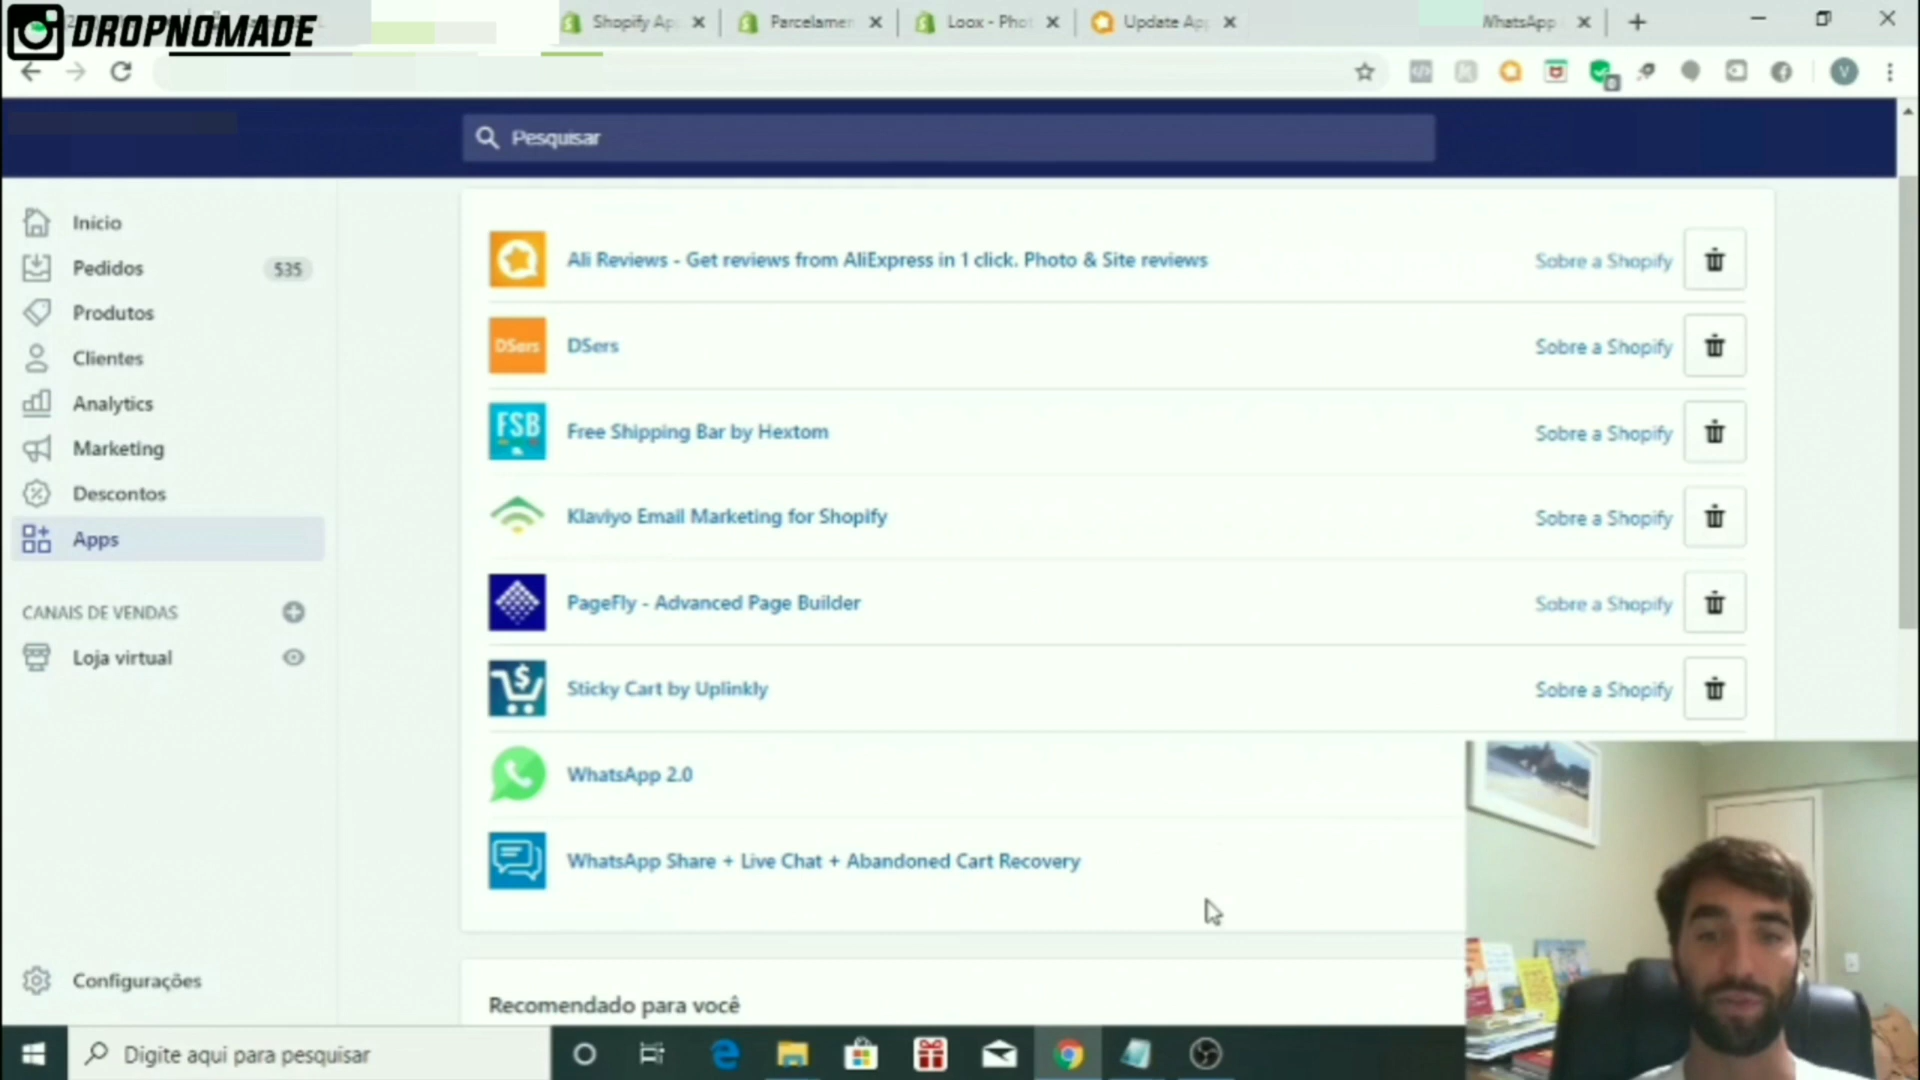 DROPNOMADE
Shopify Ap
Parcelamen
Loox - Phot
Update App
WhatsApp
V
Pesquisar
Início
Pedidos 535
Produtos
Clientes
Analytics
Marketing
Descontos
Apps
CANAIS DE VENDAS
Loja virtual
Configurações
Ali Reviews - Get reviews from AliExpress in 1 click. Photo & Site reviews Sobre a Shopify
DSers DSers Sobre a Shopify
FSB Free Shipping Bar by Hextom Sobre a Shopify
Klaviyo Email Marketing for Shopify Sobre a Shopify
PageFly - Advanced Page Builder Sobre a Shopify
Sticky Cart by Uplinkly Sobre a Shopify
WhatsApp 2.0
WhatsApp Share + Live Chat + Abandoned Cart Recovery
Recomendado para você
Digite aqui para pesquisar